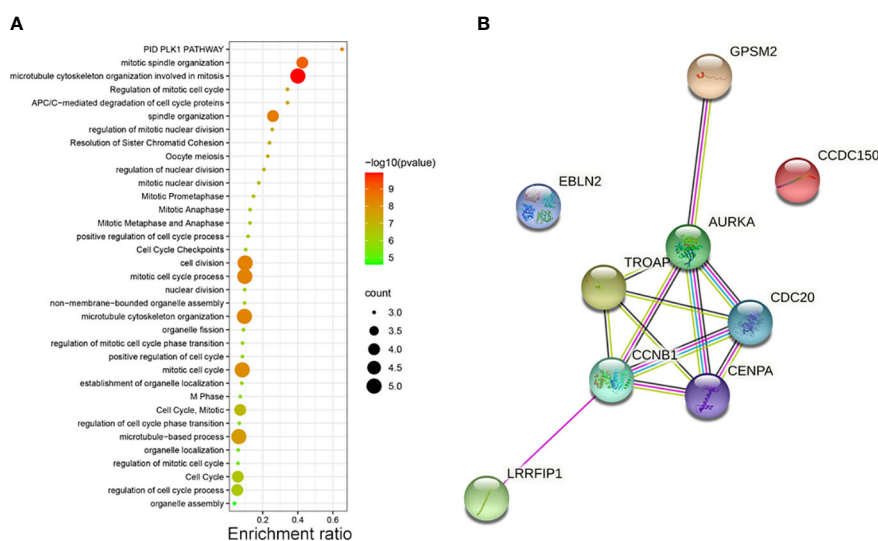 A
PID PLK1 PATHWAY
mitotic spindle organization
microtubule cytoskeleton organization involved in mitosis
Regulation of mitotic cell cycle
APC/C-mediated degradation of cell cycle proteins
spindle organization
regulation of mitotic nuclear division
Resolution of Sister Chromatid Cohesion
Oocyte meiosis
regulation of nuclear division
mitotic nuclear division
Mitotic Prometaphase
Mitotic Anaphase
Mitotic Metaphase and Anaphase
positive regulation of cell cycle process
Cell Cycle Checkpoints
cell division
mitotic cell cycle process
nuclear division
non-membrane-bounded organelle assembly
microtubule cytoskeleton organization
organelle fission
regulation of mitotic cell cycle phase transition
positive regulation of cell cycle
mitotic cell cycle
establishment of organelle localization
M Phase
Cell Cycle, Mitotic
regulation of cell cycle phase transition
microtubule-based process
organelle localization
regulation of mitotic cell cycle
Cell Cycle
regulation of cell cycle process
organelle assembly
0.2 0.4 0.6 0.8
Enrichment ratio
−log10(pvalue)
9
8
7
6
5
count
3.0
3.5
4.0
4.5
5.0
B
GPSM2
CCDC150
EBLN2
AURKA
TROAP
CDC20
CCNB1
CENPA
LRRFIP1